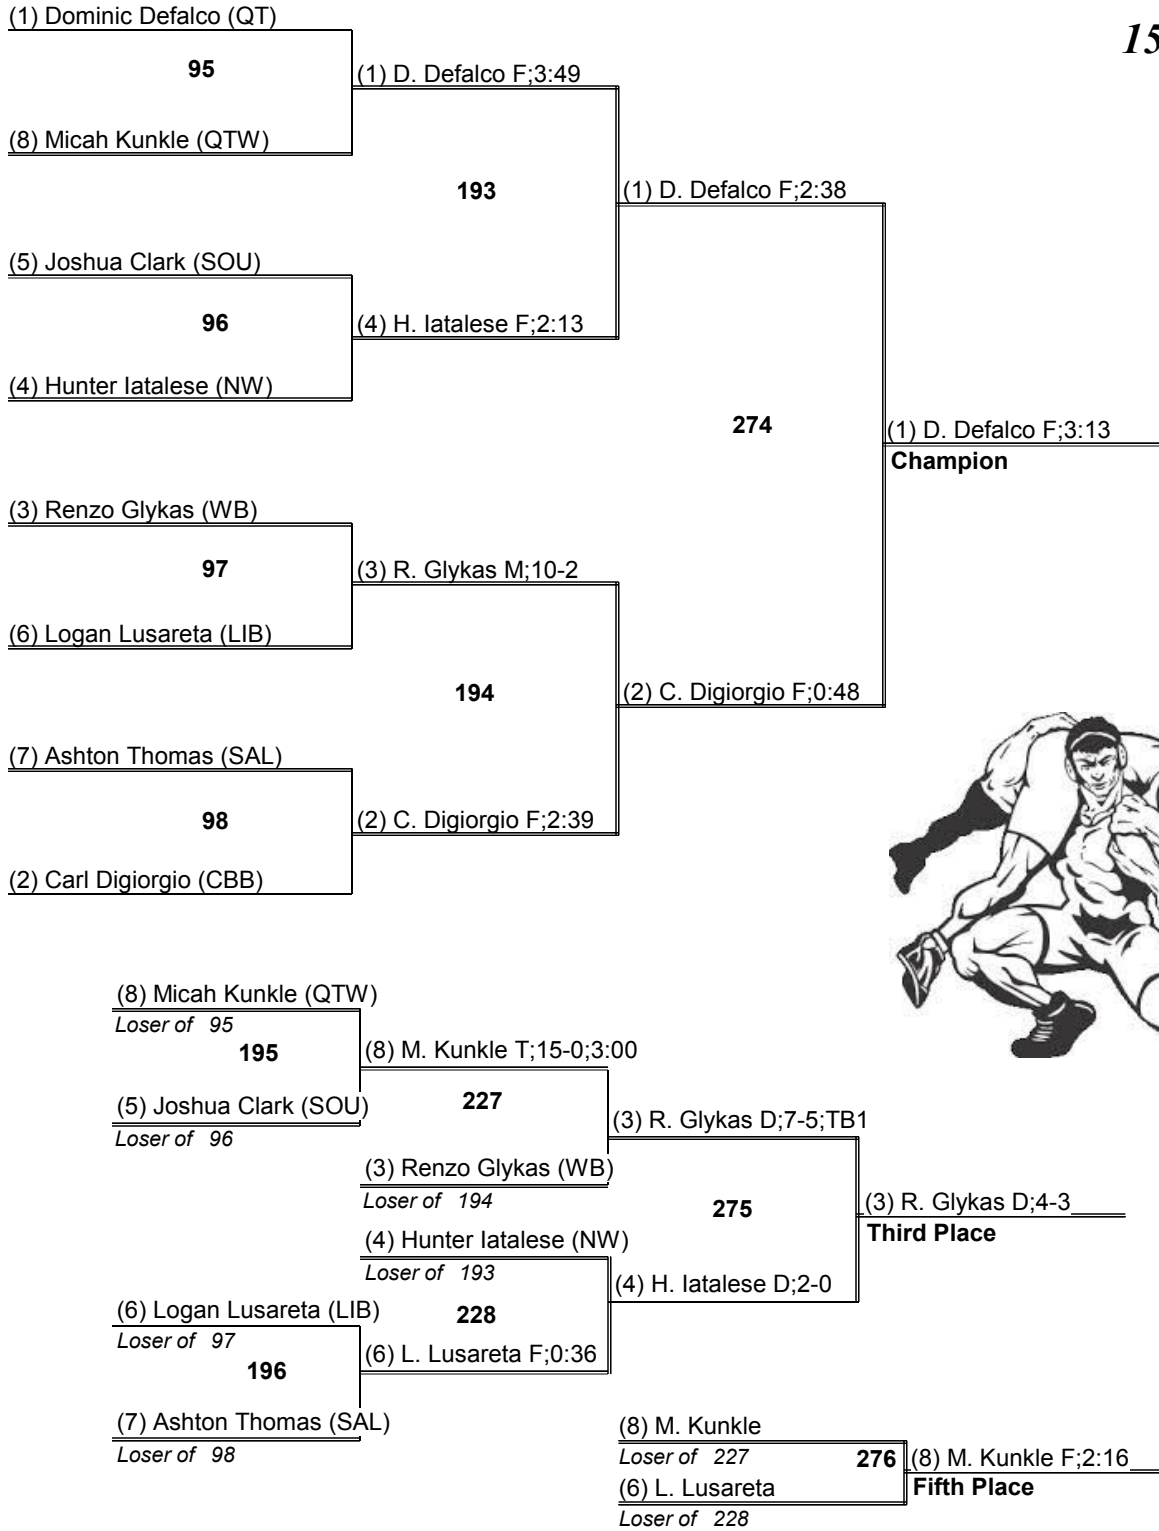 (1) Dominic Defalco (QT)
15
95
(1) D. Defalco F;3:49
(8) Micah Kunkle (QTW)
193
(1) D. Defalco F;2:38
(5) Joshua Clark (SOU)
96
(4) H. Iatalese F;2:13
(4) Hunter Iatalese (NW)
274
(1) D. Defalco F;3:13
Champion
(3) Renzo Glykas (WB)
97
(3) R. Glykas M;10-2
(6) Logan Lusareta (LIB)
194
(2) C. Digiorgio F;0:48
(7) Ashton Thomas (SAL)
98
(2) C. Digiorgio F;2:39
(2) Carl Digiorgio (CBB)
(8) Micah Kunkle (QTW)
Loser of 95
195
(8) M. Kunkle T;15-0;3:00
(5) Joshua Clark (SOU)
Loser of 96
227
(3) R. Glykas D;7-5;TB1
(3) Renzo Glykas (WB)
Loser of 194
275
(3) R. Glykas D;4-3
Third Place
(4) Hunter Iatalese (NW)
Loser of 193
(4) H. Iatalese D;2-0
(6) Logan Lusareta (LIB)
Loser of 97
228
196
(6) L. Lusareta F;0:36
(7) Ashton Thomas (SAL)
Loser of 98
(8) M. Kunkle
Loser of 227
276
(8) M. Kunkle F;2:16
Fifth Place
(6) L. Lusareta
Loser of 228